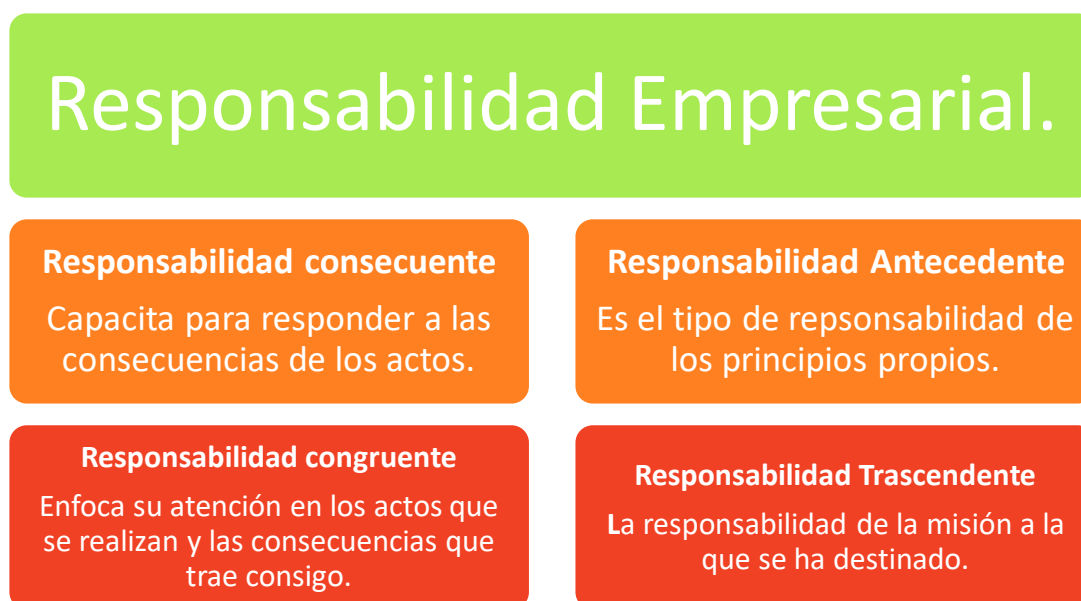 Responsabilidad Empresarial.
Responsabilidad consecuente
Capacita para responder a las
consecuencias de los actos.
Responsabilidad Antecedente
Es el tipo de repsonsabilidad de
los principios propios.
Responsabilidad congruente
Enfoca su atención en los actos que
se realizan y las consecuencias que
trae consigo.
Responsabilidad Trascendente
La responsabilidad de la misión a la
que se ha destinado.